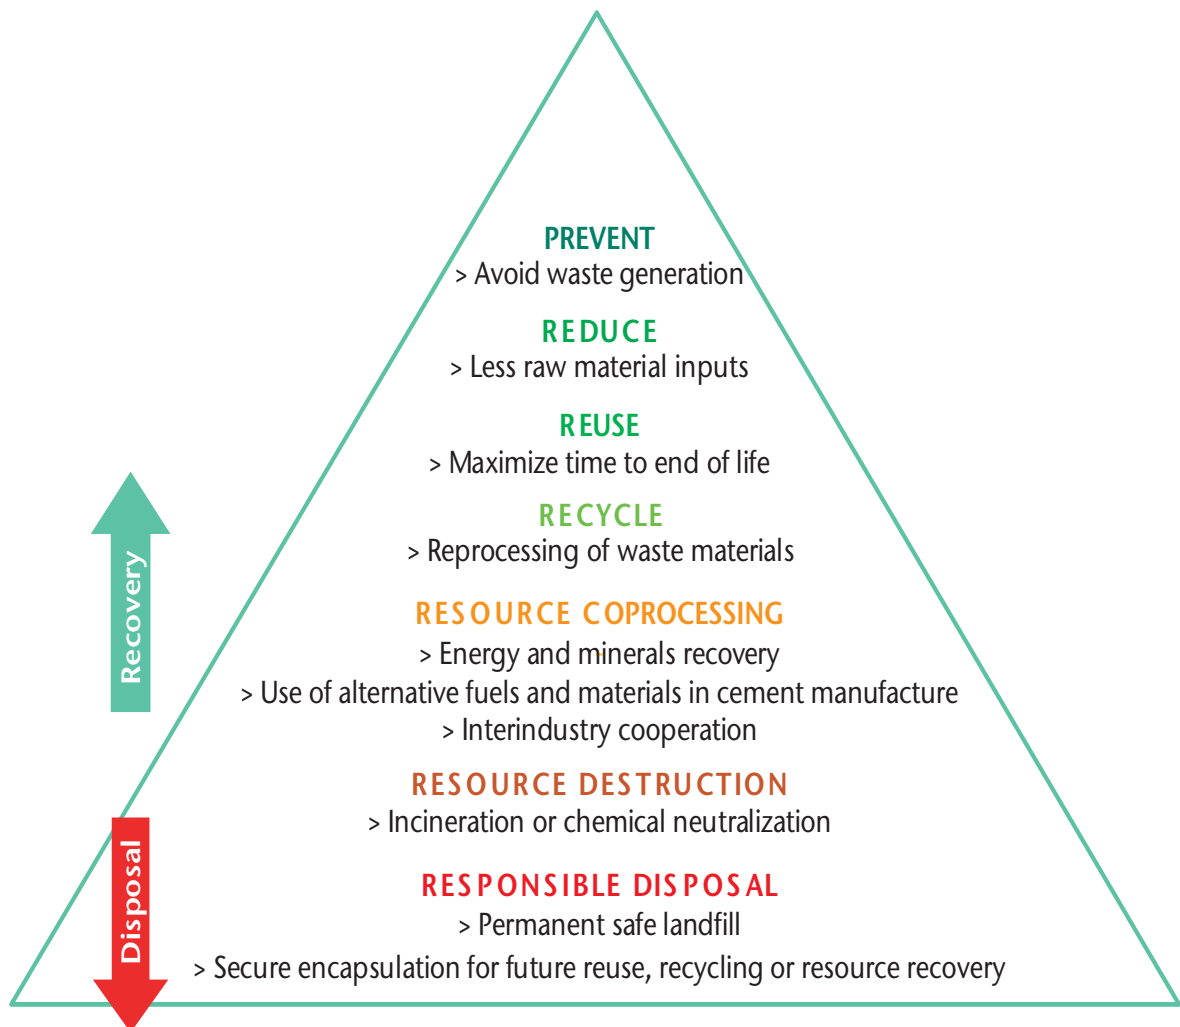 PREVENT
> Avoid waste generation
REDUCE
> Less raw material inputs
REUSE
> Maximize time to end of life
RECYCLE
> Reprocessing of waste materials
RESOURCE COPROCESSING
> Energy and minerals recovery
> Use of alternative fuels and materials in cement manufacture
> Interindustry cooperation
RESOURCE DESTRUCTION
> Incineration or chemical neutralization
RESPONSIBLE DISPOSAL
> Permanent safe landfill
> Secure encapsulation for future reuse, recycling or resource recovery
Recovery
Disposal